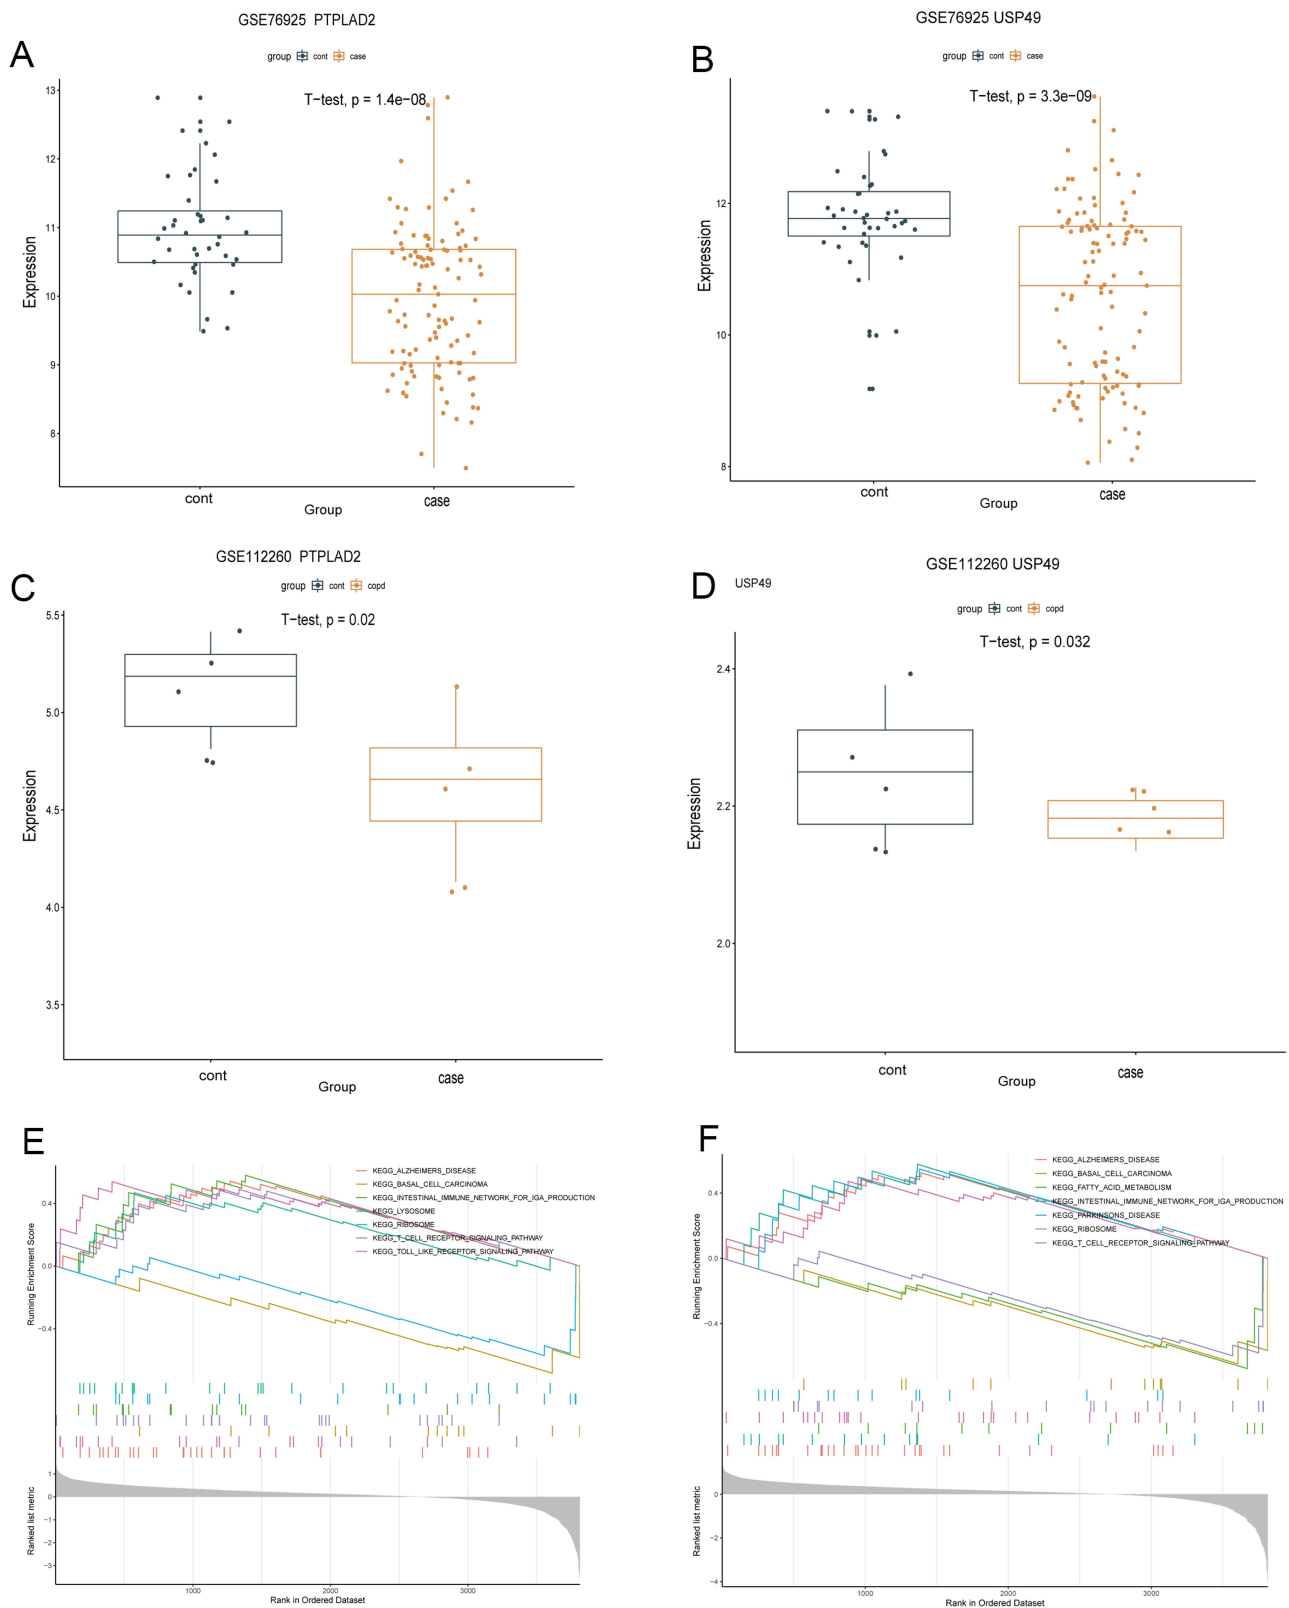 GSE76925 PTPLAD2
A
group cont case
T-test, p = 1.4e-08
13
12
11
10
9
8
Expression
cont
case
Group
GSE76925 USP49
B
group cont case
T-test, p = 3.3e-09
12
10
8
Expression
cont
case
Group
GSE112260 PTPLAD2
C
group cont copd
T-test, p = 0.02
5.5
5.0
4.5
4.0
3.5
Expression
cont
case
Group
GSE112260 USP49
D
USP49
group cont copd
T-test, p = 0.032
2.4
2.2
2.0
Expression
cont
case
Group
E
KEGG_ALZHEIMERS_DISEASE
KEGG_BASAL_CELL_CARCINOMA
KEGG_INTESTINAL_IMMUNE_NETWORK_FOR_IGA_PRODUCTION
KEGG_LYSOSOME
KEGG_RIBOSOME
KEGG_T_CELL_RECEPTOR_SIGNALING_PATHWAY
KEGG_TOLL_LIKE_RECEPTOR_SIGNALING_PATHWAY
0.4
0.0
-0.4
Running Enrichment Score
1
0
-1
-2
-3
Ranked list metric
1000
2000
3000
Rank in Ordered Dataset
F
KEGG_ALZHEIMERS_DISEASE
KEGG_BASAL_CELL_CARCINOMA
KEGG_FATTY_ACID_METABOLISM
KEGG_INTESTINAL_IMMUNE_NETWORK_FOR_IGA_PRODUCTION
KEGG_PARKINSONS_DISEASE
KEGG_RIBOSOME
KEGG_T_CELL_RECEPTOR_SIGNALING_PATHWAY
0.4
0.0
-0.4
Running Enrichment Score
0
-2
-4
Ranked list metric
1000
2000
3000
Rank in Ordered Dataset